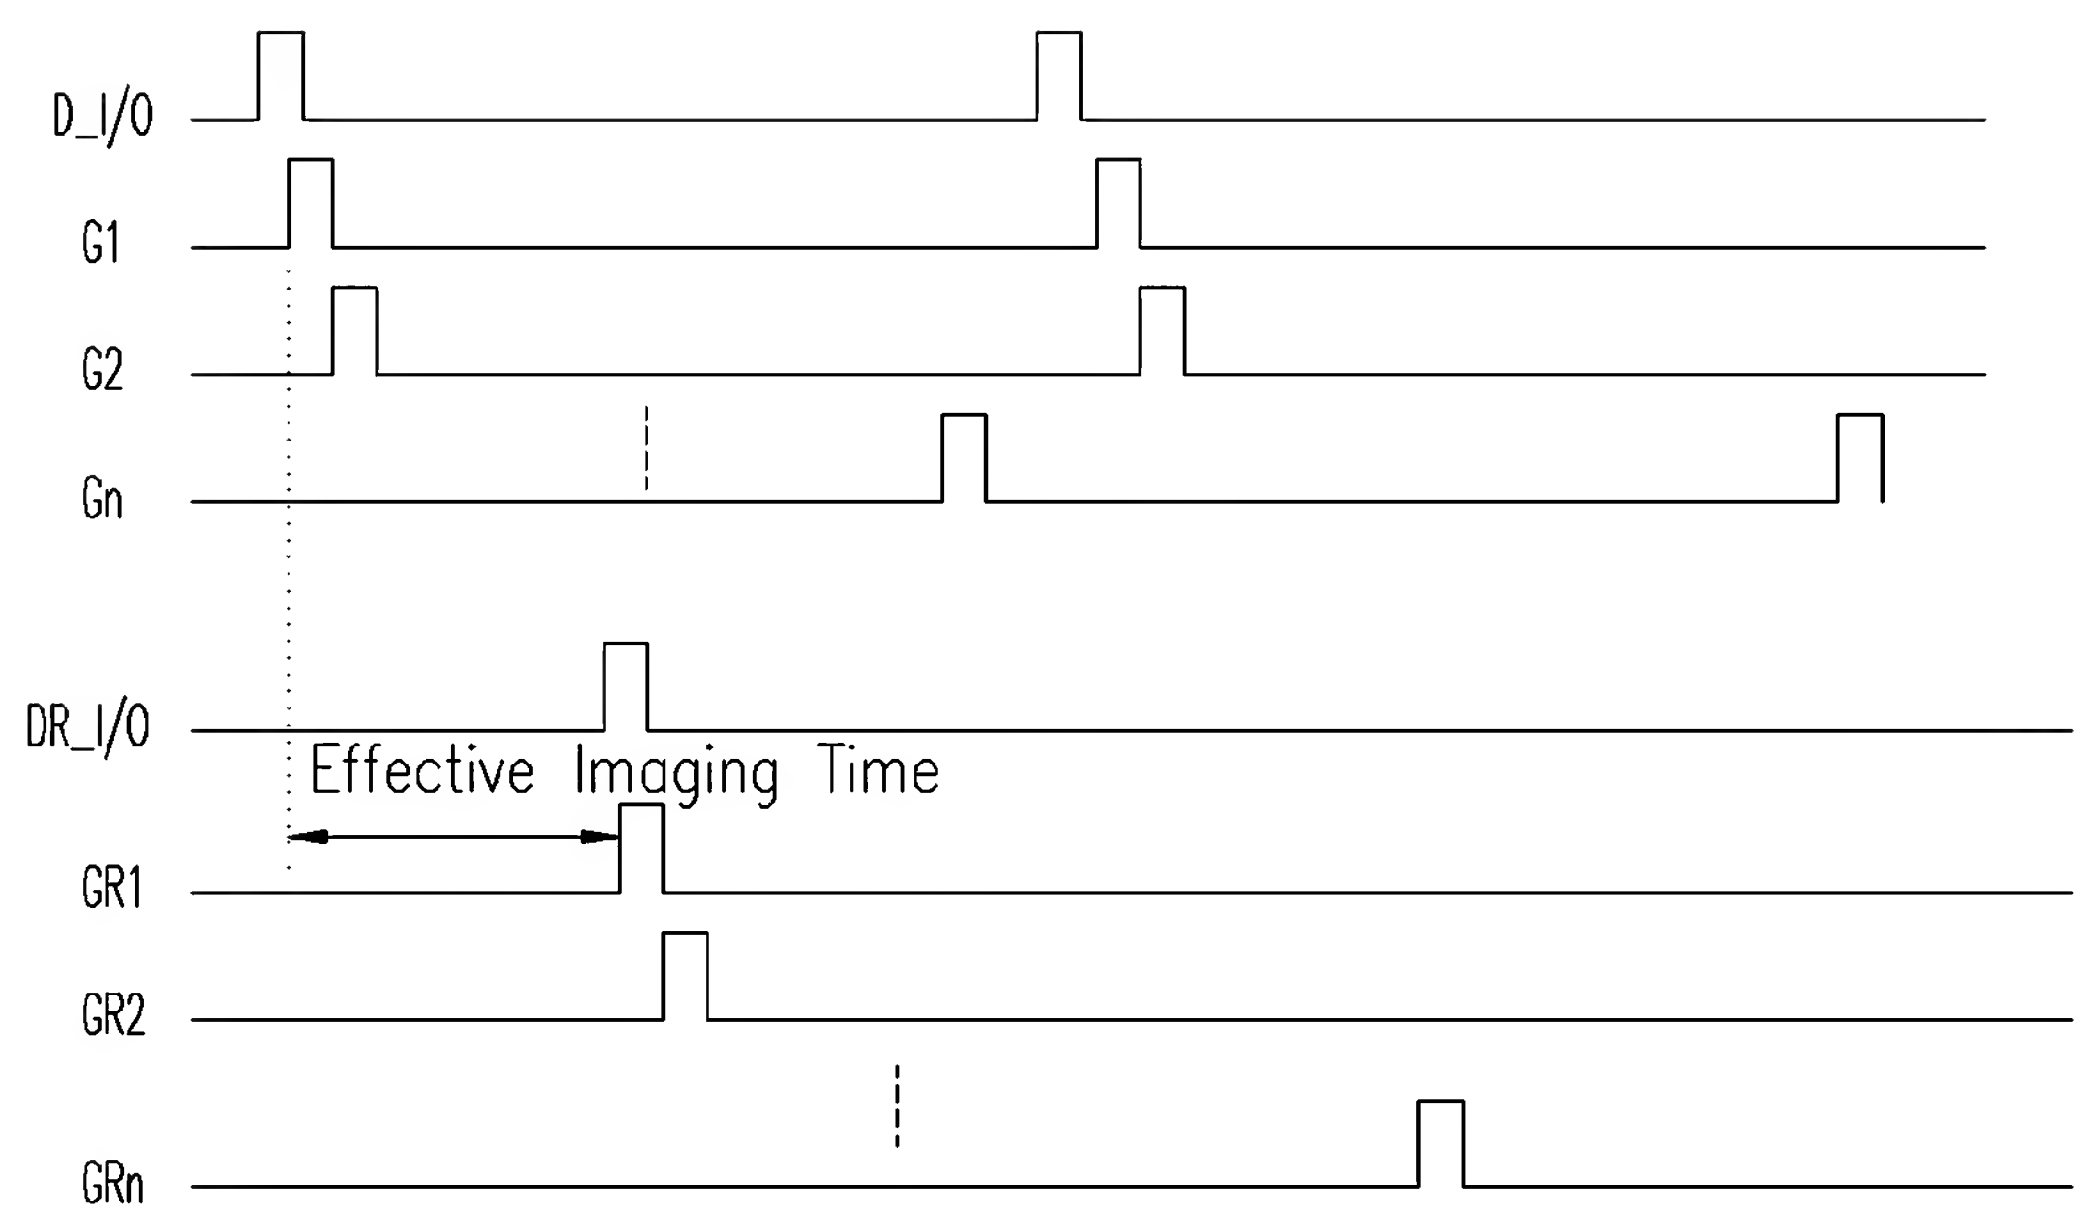 D_I/O
G1
G2
Gn
DR_I/O
Effective Imaging Time
GR1
GR2
GRn